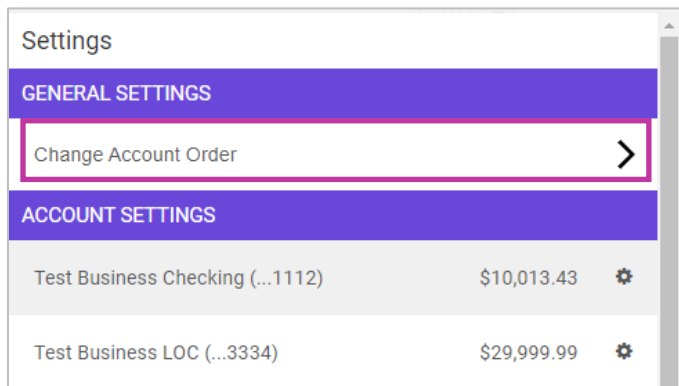 Settings
GENERAL SETTINGS
Change Account Order
ACCOUNT SETTINGS
Test Business Checking (...1112) $10,013.43
Test Business LOC (...3334) $29,999.99